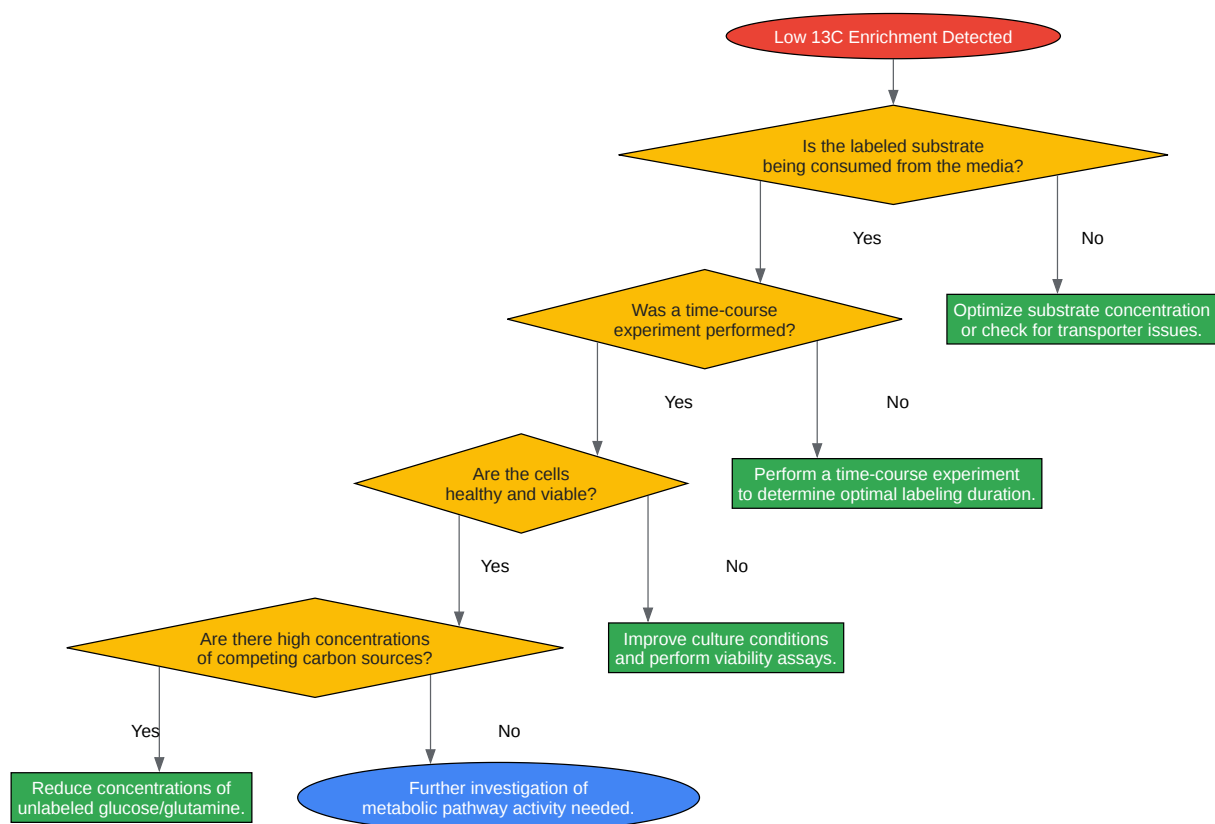 Low 13C Enrichment Detected
Is the labeled substrate
being consumed from the media?
Yes
No
Was a time-course
experiment performed?
Optimize substrate concentration
or check for transporter issues.
Yes
No
Are the cells
healthy and viable?
Perform a time-course experiment
to determine optimal labeling duration.
Yes
No
Are there high concentrations
of competing carbon sources?
Improve culture conditions
and perform viability assays.
Yes
No
Reduce concentrations of
unlabeled glucose/glutamine.
Further investigation of
metabolic pathway activity needed.